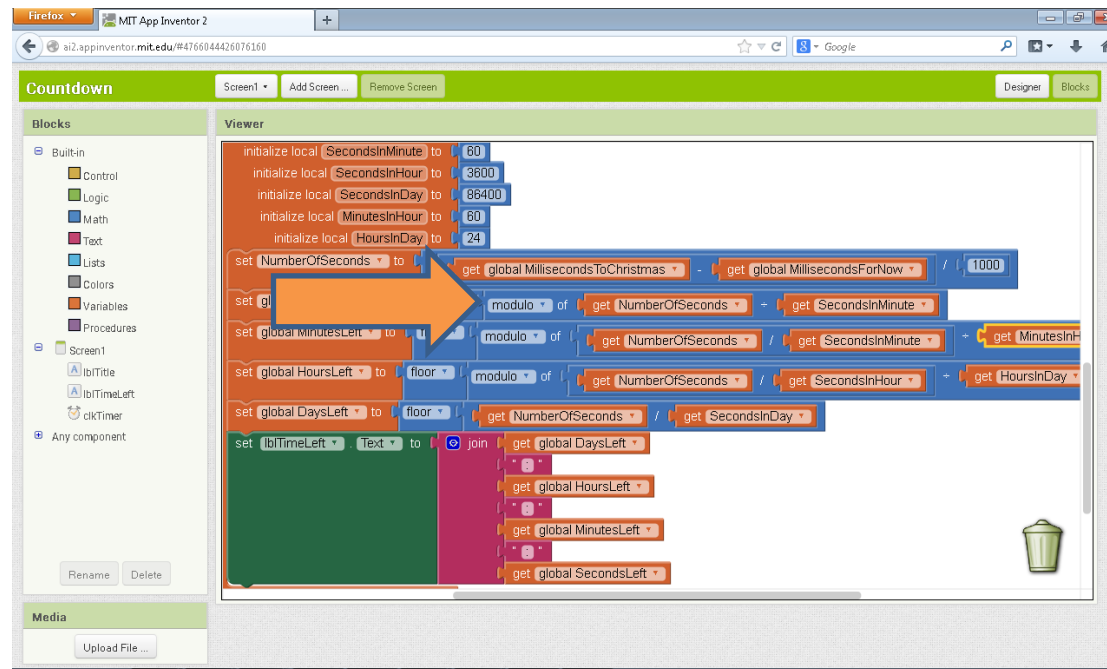 Firefox
MIT App Inventor 2
ai2.appinventor.mit.edu/#4766044426076160
Google
Countdown
Screen1
Add Screen ...
Remove Screen
Designer
Blocks
Blocks
Viewer
Built-in
Control
Logic
Math
Text
Lists
Colors
Variables
Procedures
Screen1
lblTitle
lblTimeLeft
clkTimer
Any component
Rename Delete
Media
Upload File ...
initialize local SecondsInMinute to 60
initialize local SecondsInHour to 3600
initialize local SecondsInDay to 86400
initialize local MinutesInHour to 60
initialize local HoursInDay to 24
set NumberOfSeconds to get global MillisecondsToChristmas - get global MillisecondsForNow / 1000
set gl modulo of get NumberOfSeconds ÷ get SecondsInMinute
set global MinutesLeft to modulo of get NumberOfSeconds / get SecondsInMinute ÷ get MinutesInH
set global HoursLeft to floor modulo of get NumberOfSeconds / get SecondsInHour ÷ get HoursInDay
set global DaysLeft to floor get NumberOfSeconds / get SecondsInDay
set lblTimeLeft . Text to join get global DaysLeft
" : "
get global HoursLeft
" : "
get global MinutesLeft
" : "
get global SecondsLeft